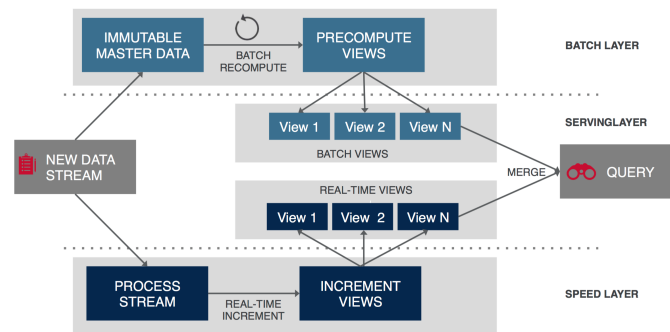 IMMUTABLE
MASTER DATA
BATCH
RECOMPUTE
PRECOMPUTE
VIEWS
BATCH LAYER
View 1
View 2
View N
BATCH VIEWS
SERVINGLAYER
NEW DATA
STREAM
MERGE
QUERY
REAL-TIME VIEWS
View 1
View  2
View N
PROCESS
STREAM
REAL-TIME
INCREMENT
INCREMENT
VIEWS
SPEED LAYER